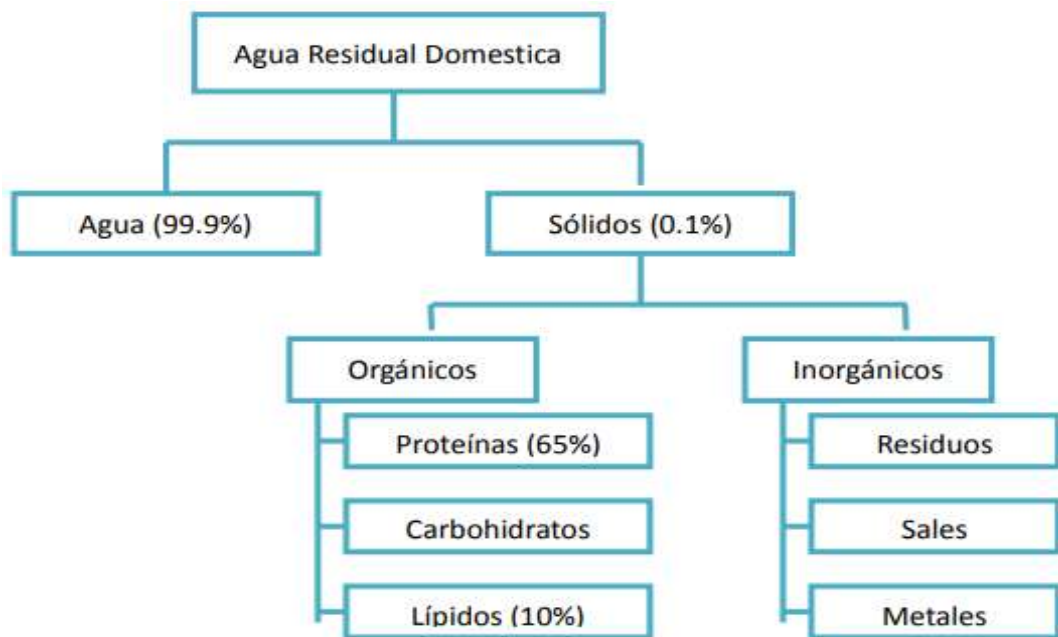 Agua Residual Domestica
Agua (99.9%)
Sólidos (0.1%)
Orgánicos
Inorgánicos
Proteínas (65%)
Residuos
Carbohidratos
Sales
Lípidos (10%)
Metales